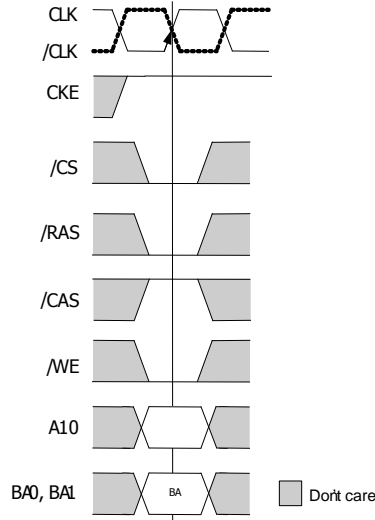 CLK
/CLK
CKE
/CS
/RAS
/CAS
/WE
A10
BA0, BA1
BA
Don't care